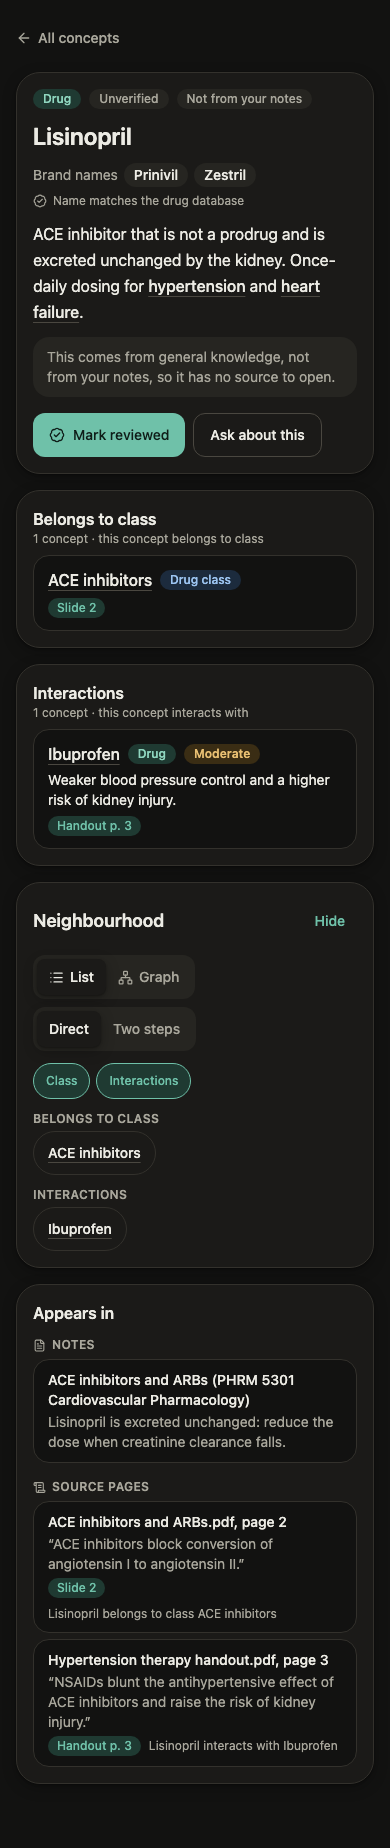 All concepts
Drug Unverified Not from your notes
Lisinopril
Brand names Prinivil Zestril
Name matches the drug database
ACE inhibitor that is not a prodrug and is
excreted unchanged by the kidney. Once-
daily dosing for hypertension and heart
failure.
This comes from general knowledge, not
from your notes, so it has no source to open.
Mark reviewed Ask about this
Belongs to class
1 concept · this concept belongs to class
ACE inhibitors Drug class
Slide 2
Interactions
1 concept · this concept interacts with
Ibuprofen Drug Moderate
Weaker blood pressure control and a higher
risk of kidney injury.
Handout p. 3
Neighbourhood Hide
List Graph
Direct Two steps
Class Interactions
BELONGS TO CLASS
ACE inhibitors
INTERACTIONS
Ibuprofen
Appears in
NOTES
ACE inhibitors and ARBs (PHRM 5301
Cardiovascular Pharmacology)
Lisinopril is excreted unchanged: reduce the
dose when creatinine clearance falls.
SOURCE PAGES
ACE inhibitors and ARBs.pdf, page 2
“ACE inhibitors block conversion of
angiotensin I to angiotensin II.”
Slide 2
Lisinopril belongs to class ACE inhibitors
Hypertension therapy handout.pdf, page 3
“NSAIDs blunt the antihypertensive effect of
ACE inhibitors and raise the risk of kidney
injury.”
Handout p. 3 Lisinopril interacts with Ibuprofen